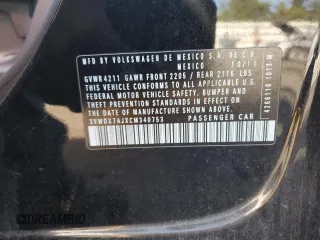 MFD BY VOLKSWAGEN DE MEXICO S.A. DE C.V.
MEXICO 10/11
GVWR 4211 GAWR FRONT 2205 / REAR 2116 LBS
THIS VEHICLE CONFORMS TO ALL APPLICABLE
FEDERAL MOTOR VEHICLE SAFETY, BUMPER AND
THEFT PREVENTION STANDARDS IN EFFECT ON THE
DATE OF MANUFACTURE SHOWN ABOVE
3VWDX7AJXCM340753 PASSENGER CAR
DREAMBID